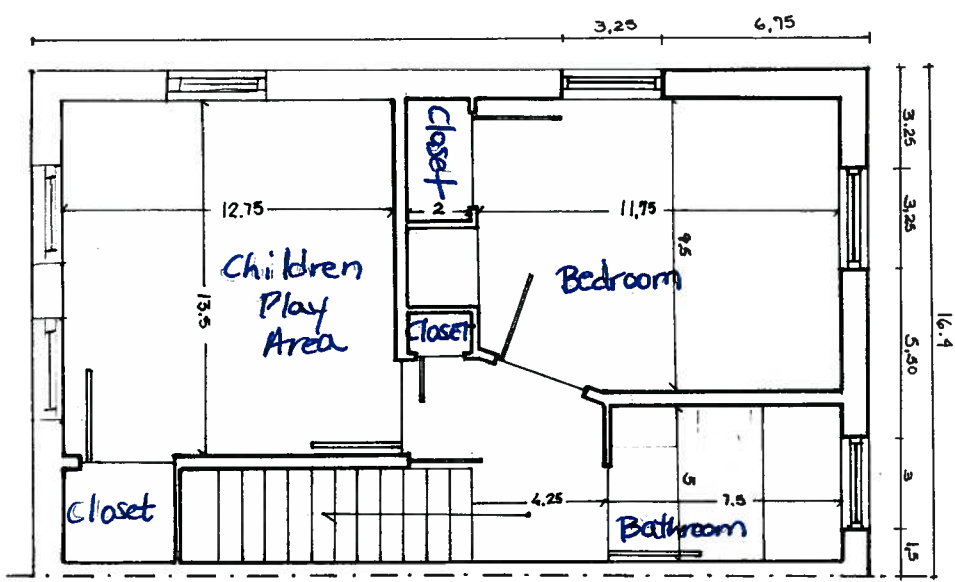 3,25
6,75
Closet
3.25
12.75
2
11,75
3,25
9.5
Children
Play
Area
Bedroom
13.5
Closet
5,50
16.4
Closet
4.25
5
7.5
3
Bathroom
1,5